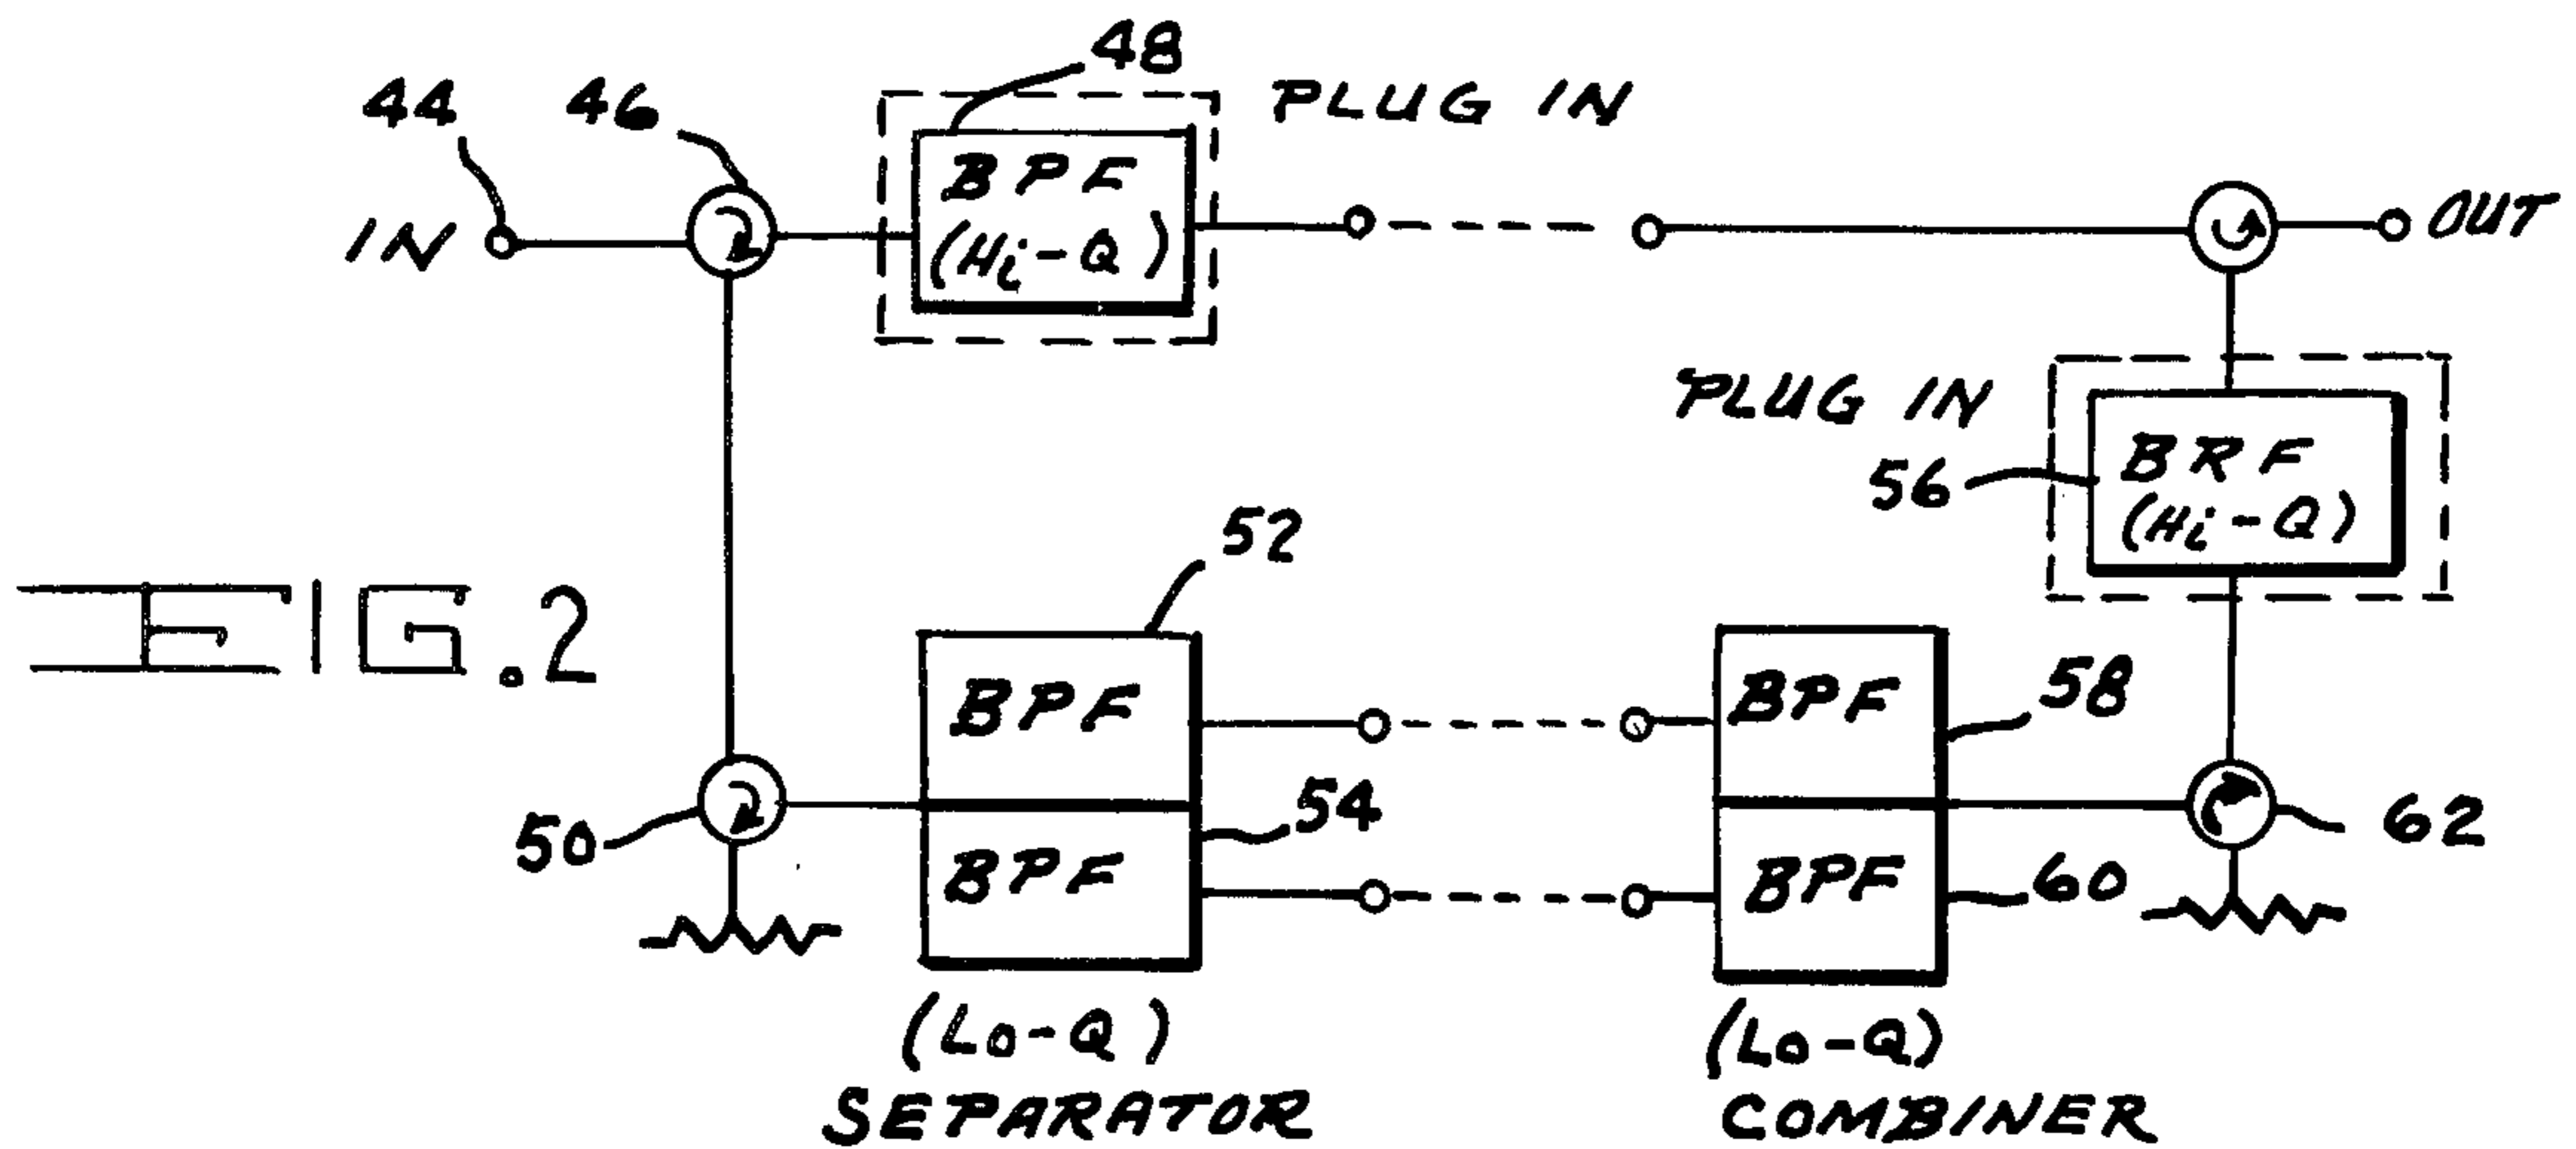 48
44
46
PLUG IN
BPF
(Hi-Q)
IN
OUT
PLUG IN
56
BRF
(Hi-Q)
52
FIG.2
BPF
BPF
58
50
54
62
BPF
BPF
60
(Lo-Q)
(Lo-Q)
SEPARATOR
COMBINER